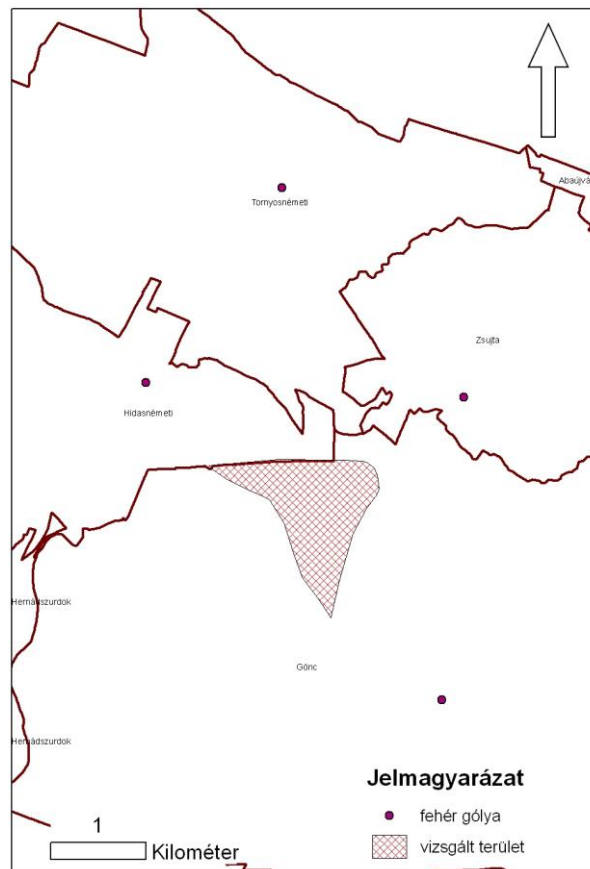 Abaújvá
Tornyosnémeti
Zsujta
Hidasnémeti
Hernádszurdok
Gönc
Hernádszurdok
Jelmagyarázat
fehér gólya
vizsgált terület
1
Kilométer